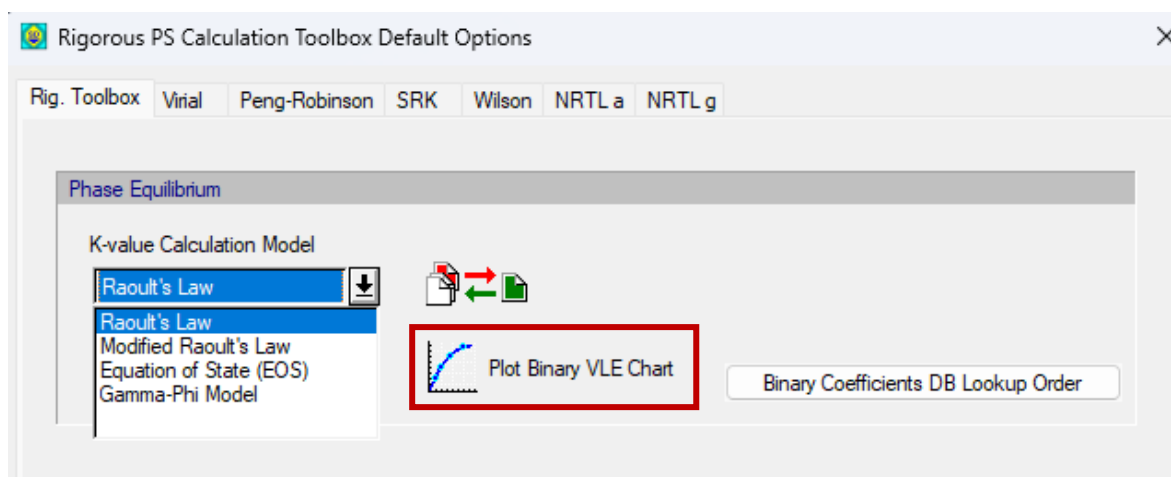 Rigorous PS Calculation Toolbox Default Options
Rig. Toolbox Virial Peng-Robinson SRK Wilson NRTL a NRTL g
Phase Equilibrium
K-value Calculation Model
Raoult's Law
Raoult's Law
Modified Raoult's Law
Equation of State (EOS)
Gamma-Phi Model
Plot Binary VLE Chart
Binary Coefficients DB Lookup Order